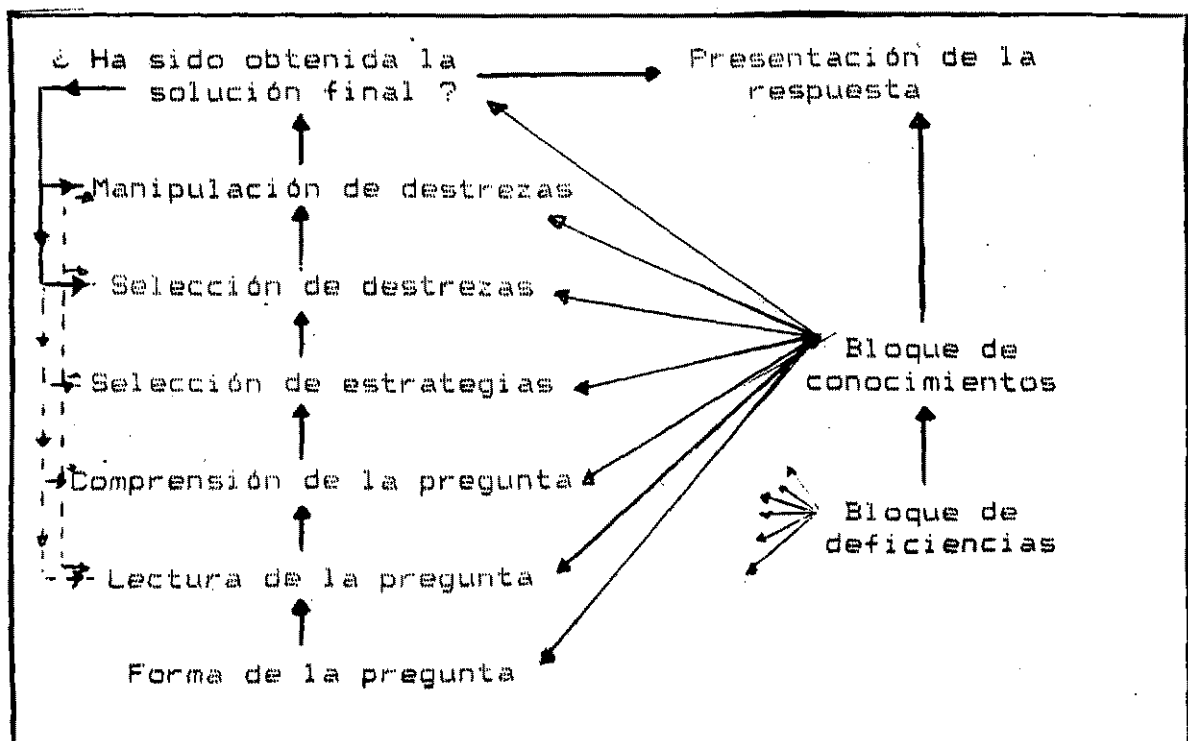 ¿ Ha sido obtenida la
solución final ?
Presentación de la
respuesta
Manipulación de destrezas
Selección de destrezas
Selección de estrategias
Bloque de
conocimientos
Comprensión de la pregunta
Bloque de
deficiencias
Lectura de la pregunta
Forma de la pregunta